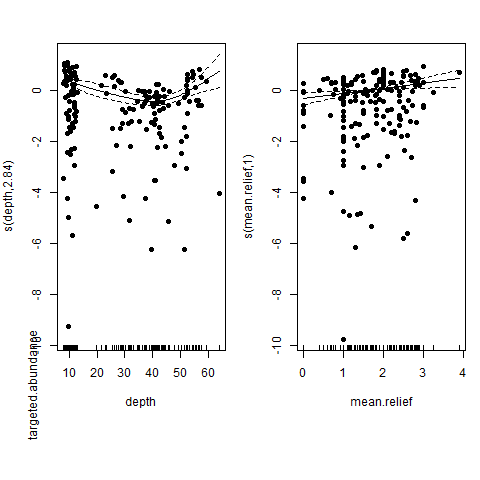 targeted.abundance
s(depth,2.84)
0
-2
-4
-6
-8
-10
10 20 30 40 50 60
depth
s(mean.relief,1)
0
-2
-4
-6
-8
-10
0 1 2 3 4
mean.relief